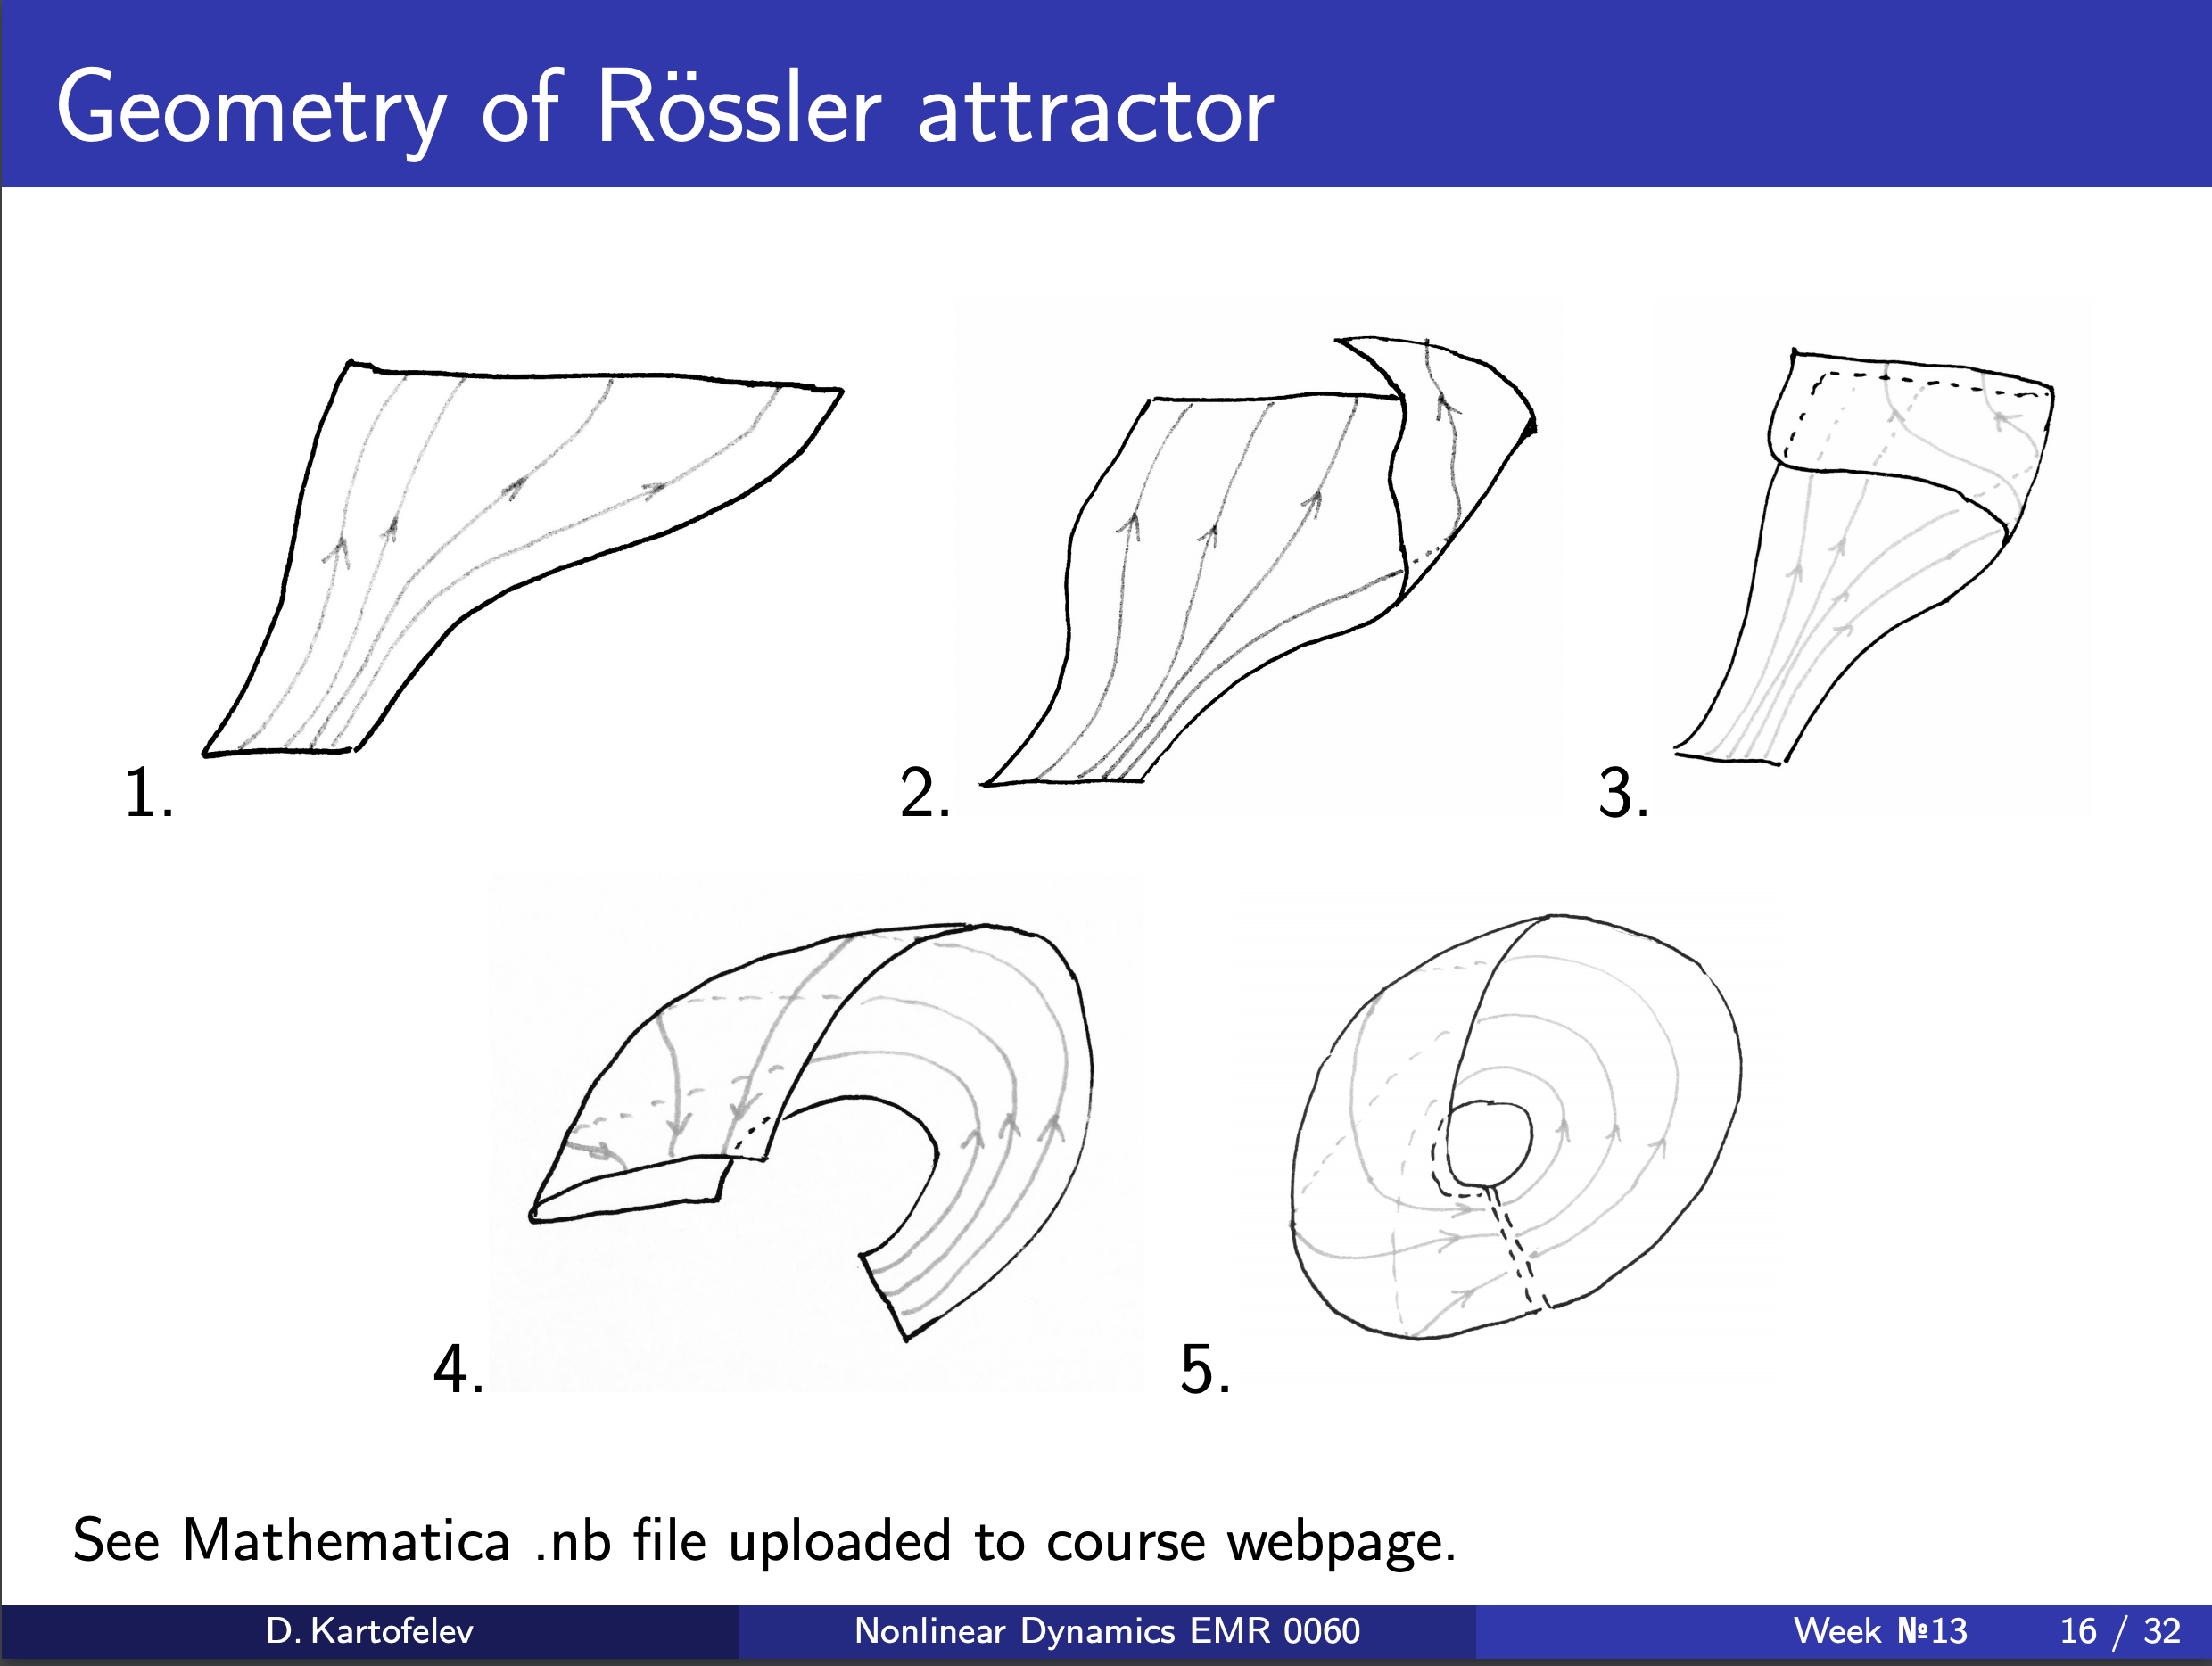 Geometry of Rössler attractor
1.
2.
3.
4.
5.
See Mathematica .nb file uploaded to course webpage.
D. Kartofelev
Nonlinear Dynamics EMR 0060
Week №13
16 / 32